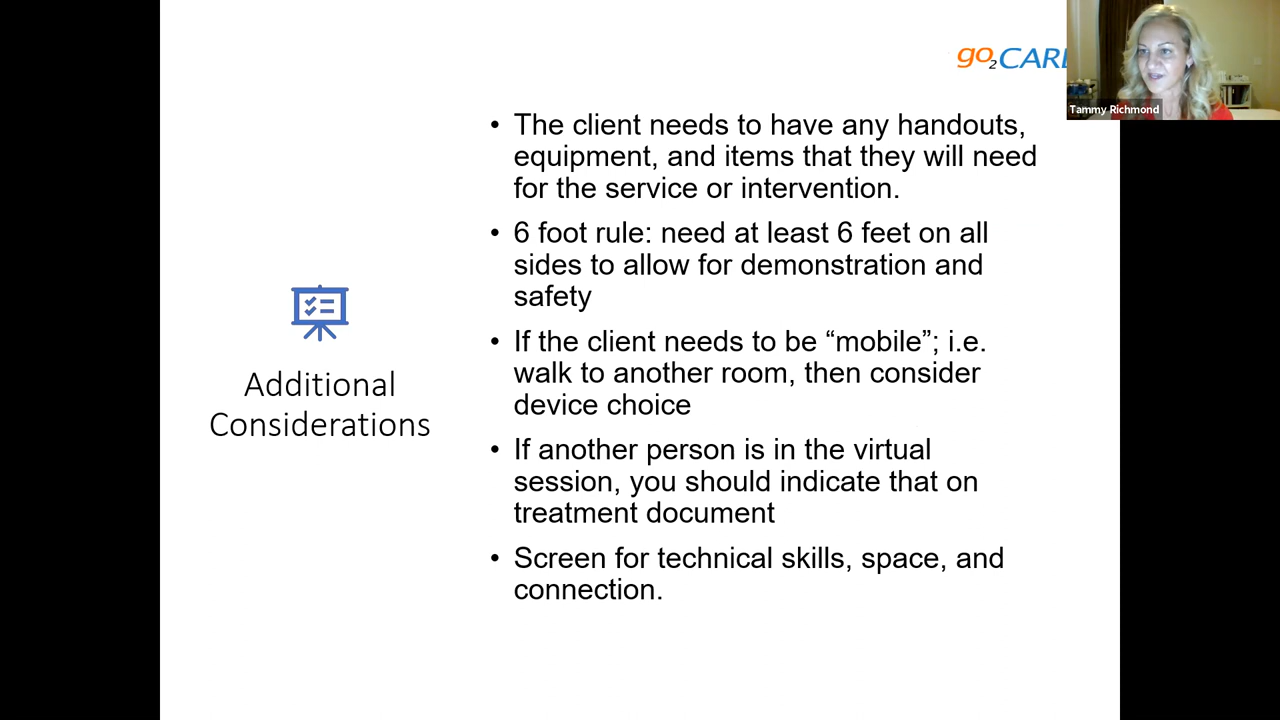 go2CARE
Tammy Richmond
• The client needs to have any handouts,
equipment, and items that they will need
for the service or intervention.
• 6 foot rule: need at least 6 feet on all
sides to allow for demonstration and
safety
• If the client needs to be “mobile”; i.e.
walk to another room, then consider
device choice
• If another person is in the virtual
session, you should indicate that on
treatment document
• Screen for technical skills, space, and
connection.
Additional
Considerations